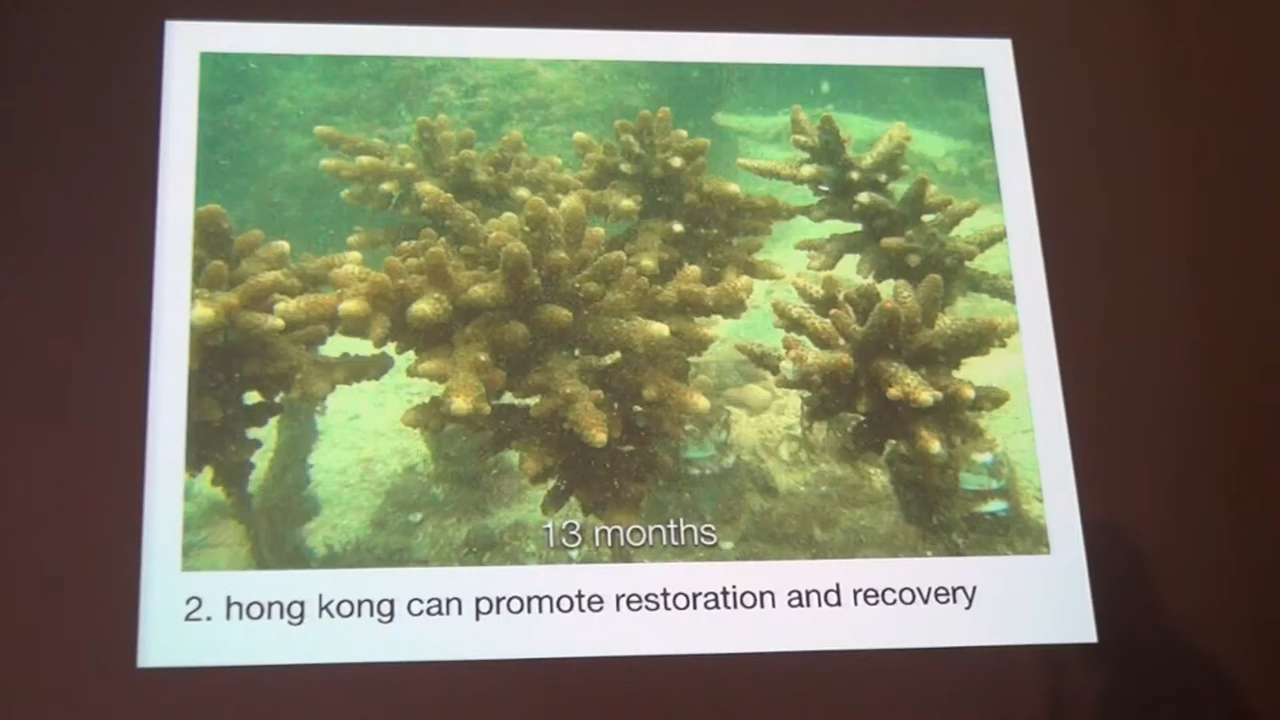 13 months
2. hong kong can promote restoration and recovery